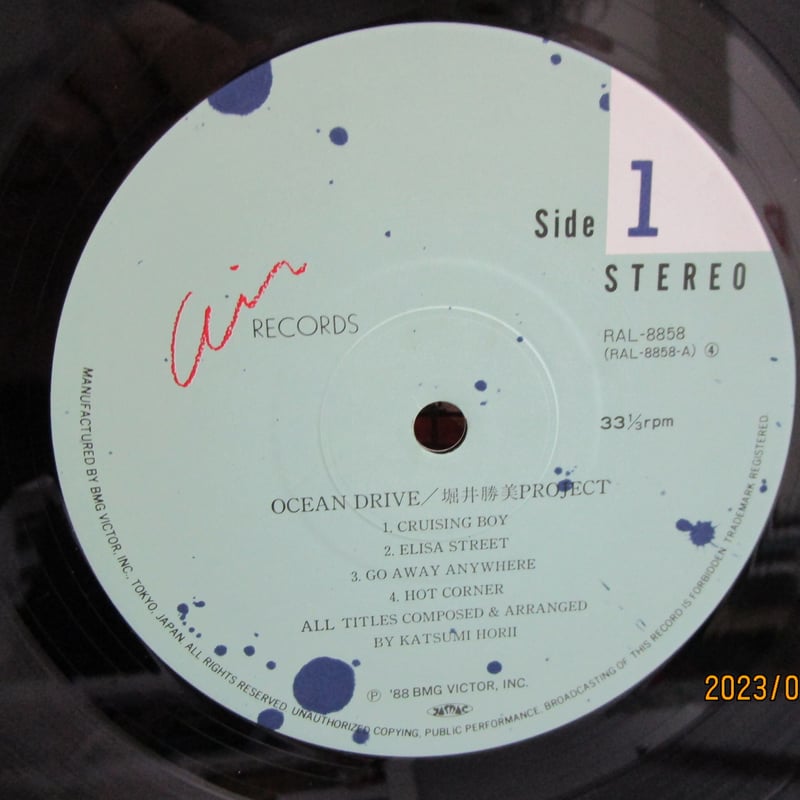 Side 1
STEREO
air RECORDS
RAL-8858
(RAL-8858-A) ④
33⅓rpm
OCEAN DRIVE／堀井勝美PROJECT
1. CRUISING BOY
2. ELISA STREET
3. GO AWAY ANYWHERE
4. HOT CORNER
ALL TITLES COMPOSED & ARRANGED
BY KATSUMI HORII
Ⓟ '88 BMG VICTOR, INC.
JASRAC
MANUFACTURED BY BMG VICTOR, INC., TOKYO, JAPAN. ALL RIGHTS RESERVED. UNAUTHORIZED COPYING, PUBLIC PERFORMANCE, BROADCASTING OF THIS RECORD IS FORBIDDEN. TRADEMARK REGISTERED.
2023/0